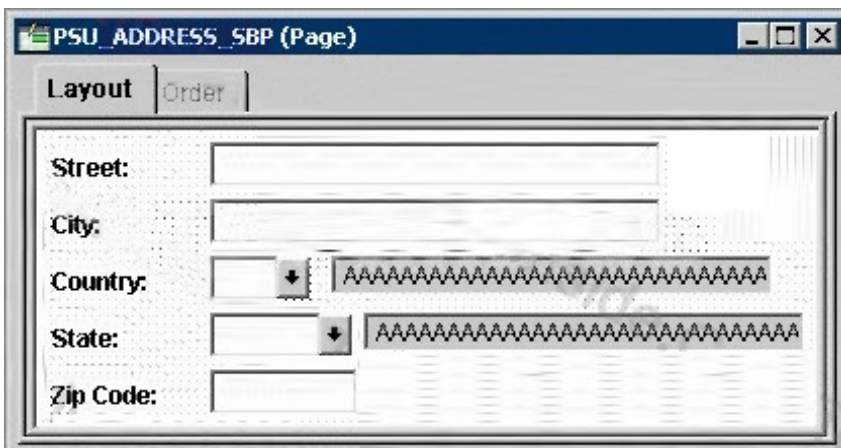 PSU_ADDRESS_SBP (Page)
Layout Order
Street:
City:
Country: AAAAAAAAAAAAAAAAAAAAAAAAAAAAAA
State: AAAAAAAAAAAAAAAAAAAAAAAAAAAAAA
Zip Code: